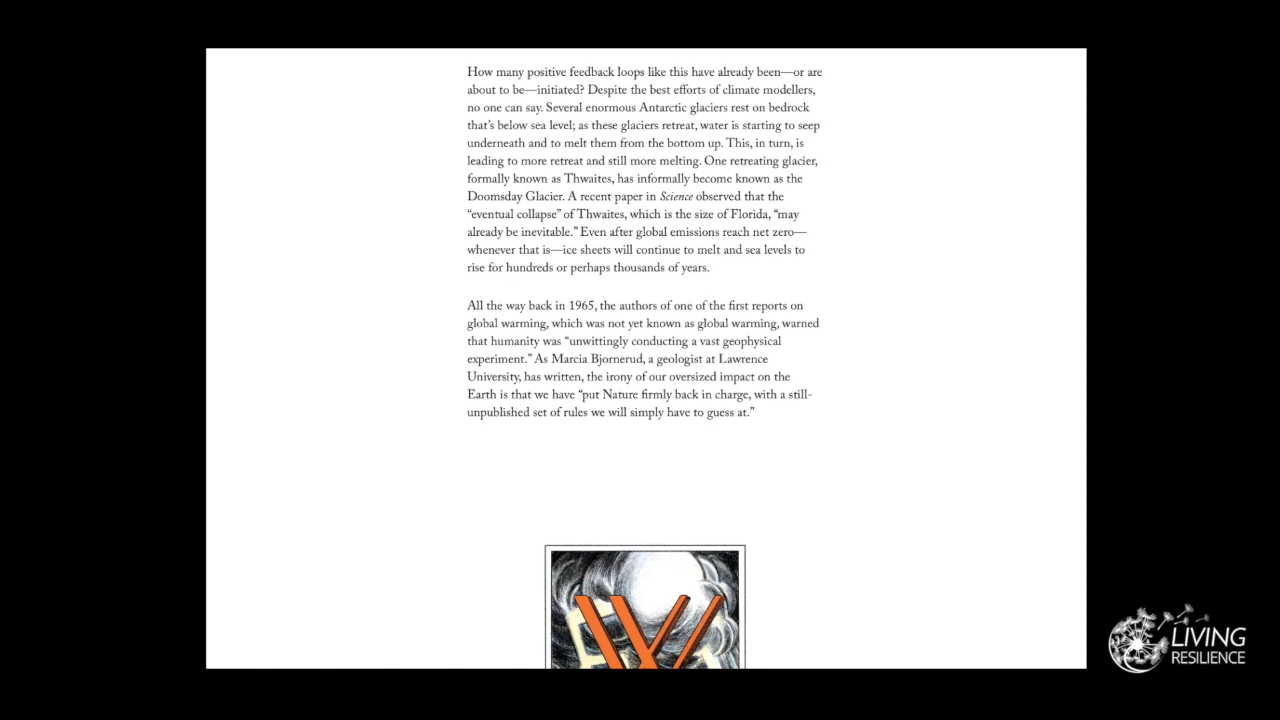 How many positive feedback loops like this have already been—or are
about to be—initiated? Despite the best efforts of climate modellers,
no one can say. Several enormous Antarctic glaciers rest on bedrock
that’s below sea level; as these glaciers retreat, water is starting to seep
underneath and to melt them from the bottom up. This, in turn, is
leading to more retreat and still more melting. One retreating glacier,
formally known as Thwaites, has informally become known as the
Doomsday Glacier. A recent paper in Science observed that the
“eventual collapse” of Thwaites, which is the size of Florida, “may
already be inevitable.” Even after global emissions reach net zero—
whenever that is—ice sheets will continue to melt and sea levels to
rise for hundreds or perhaps thousands of years.
All the way back in 1965, the authors of one of the first reports on
global warming, which was not yet known as global warming, warned
that humanity was “unwittingly conducting a vast geophysical
experiment.” As Marcia Bjornerud, a geologist at Lawrence
University, has written, the irony of our oversized impact on the
Earth is that we have “put Nature firmly back in charge, with a still-
unpublished set of rules we will simply have to guess at.”
W
LIVING
RESILIENCE